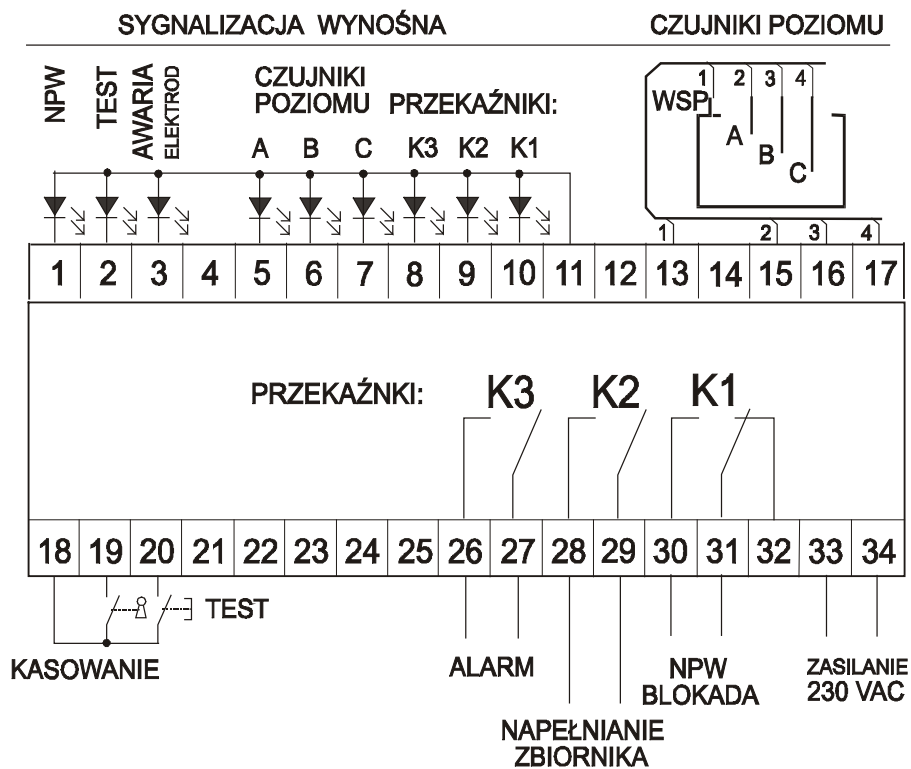 SYGNALIZACJA WYNOŚNA
CZUJNIKI POZIOMU
NPW
TEST
AWARIA
ELEKTROD
CZUJNIKI
POZIOMU
PRZEKAŹNIKI:
A B C K3 K2 K1
1 2 3 4
WSP
A
B
C
1 2 3 4
1 2 3 4 5 6 7 8 9 10 11 12 13 14 15 16 17
PRZEKAŹNKI:
K3 K2 K1
18 19 20 21 22 23 24 25 26 27 28 29 30 31 32 33 34
TEST
KASOWANIE
ALARM
NPW
BLOKADA
ZASILANIE
230 VAC
NAPEŁNIANIE
ZBIORNIKA